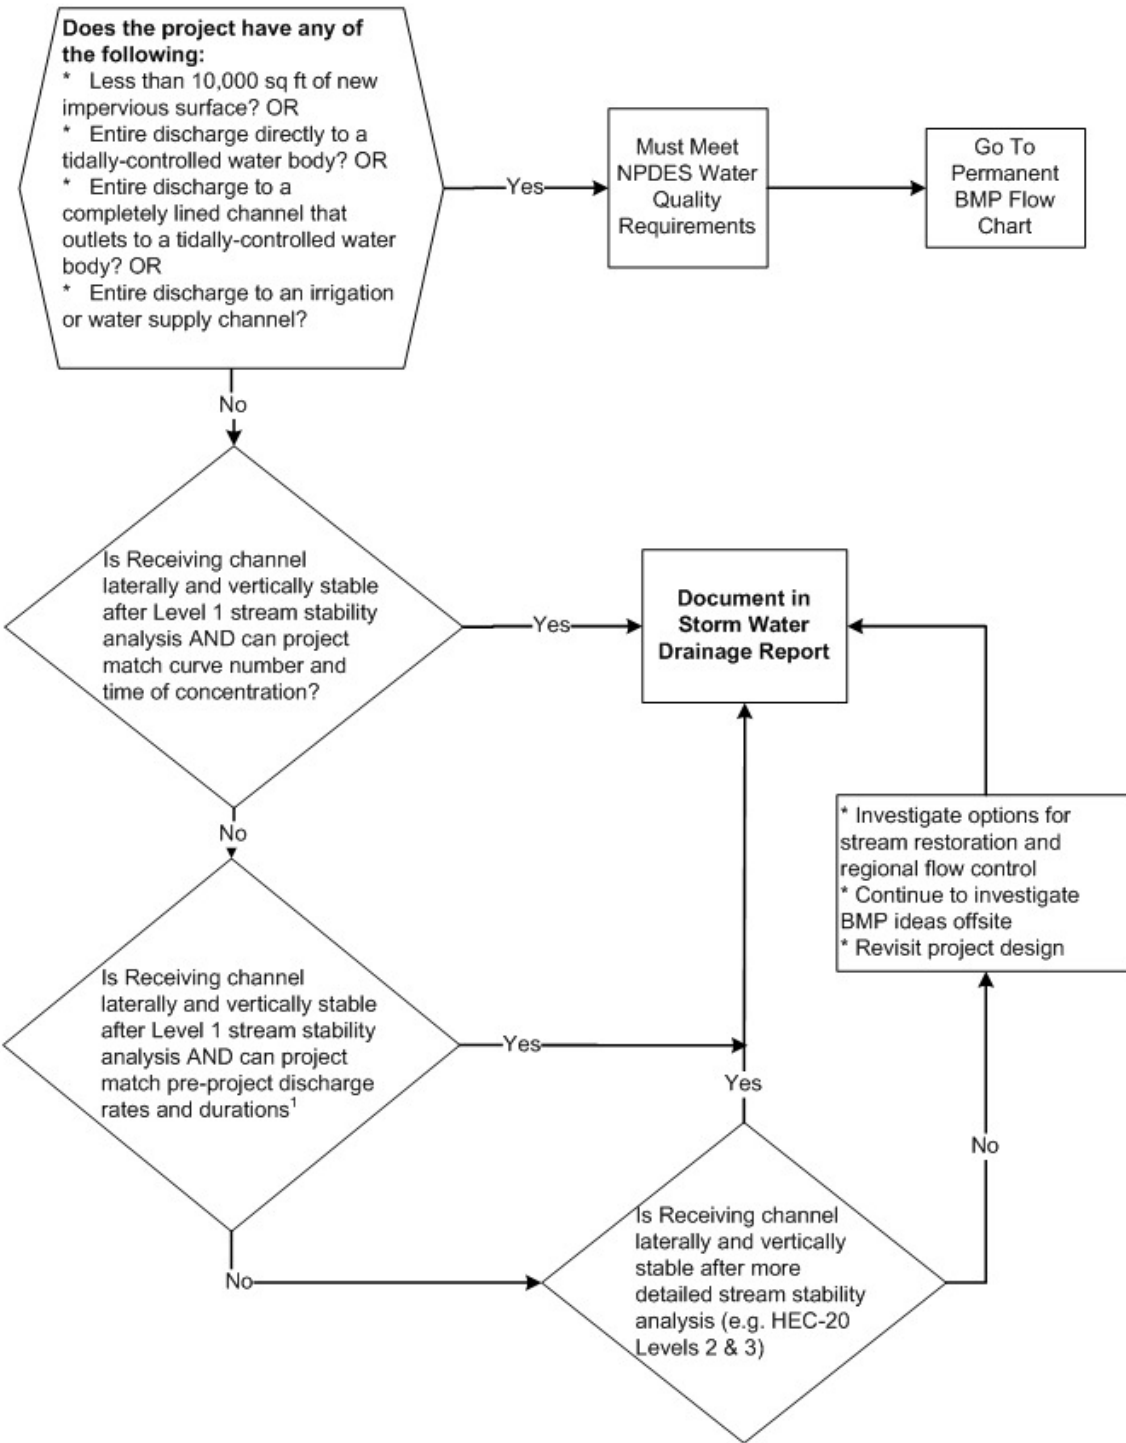 Does the project have any of
the following:
* Less than 10,000 sq ft of new
impervious surface? OR
* Entire discharge directly to a
tidally-controlled water body? OR
* Entire discharge to a
completely lined channel that
outlets to a tidally-controlled water
body? OR
* Entire discharge to an irrigation
or water supply channel?
Yes
Must Meet
NPDES Water
Quality
Requirements
Go To
Permanent
BMP Flow
Chart
No
Is Receiving channel
laterally and vertically stable
after Level 1 stream stability
analysis AND can project
match curve number and
time of concentration?
Yes
Document in
Storm Water
Drainage Report
No
* Investigate options for
stream restoration and
regional flow control
* Continue to investigate
BMP ideas offsite
* Revisit project design
Is Receiving channel
laterally and vertically stable
after Level 1 stream stability
analysis AND can project
match pre-project discharge
rates and durations¹
Yes
Yes
No
No
Is Receiving channel
laterally and vertically
stable after more
detailed stream stability
analysis (e.g. HEC-20
Levels 2 & 3)